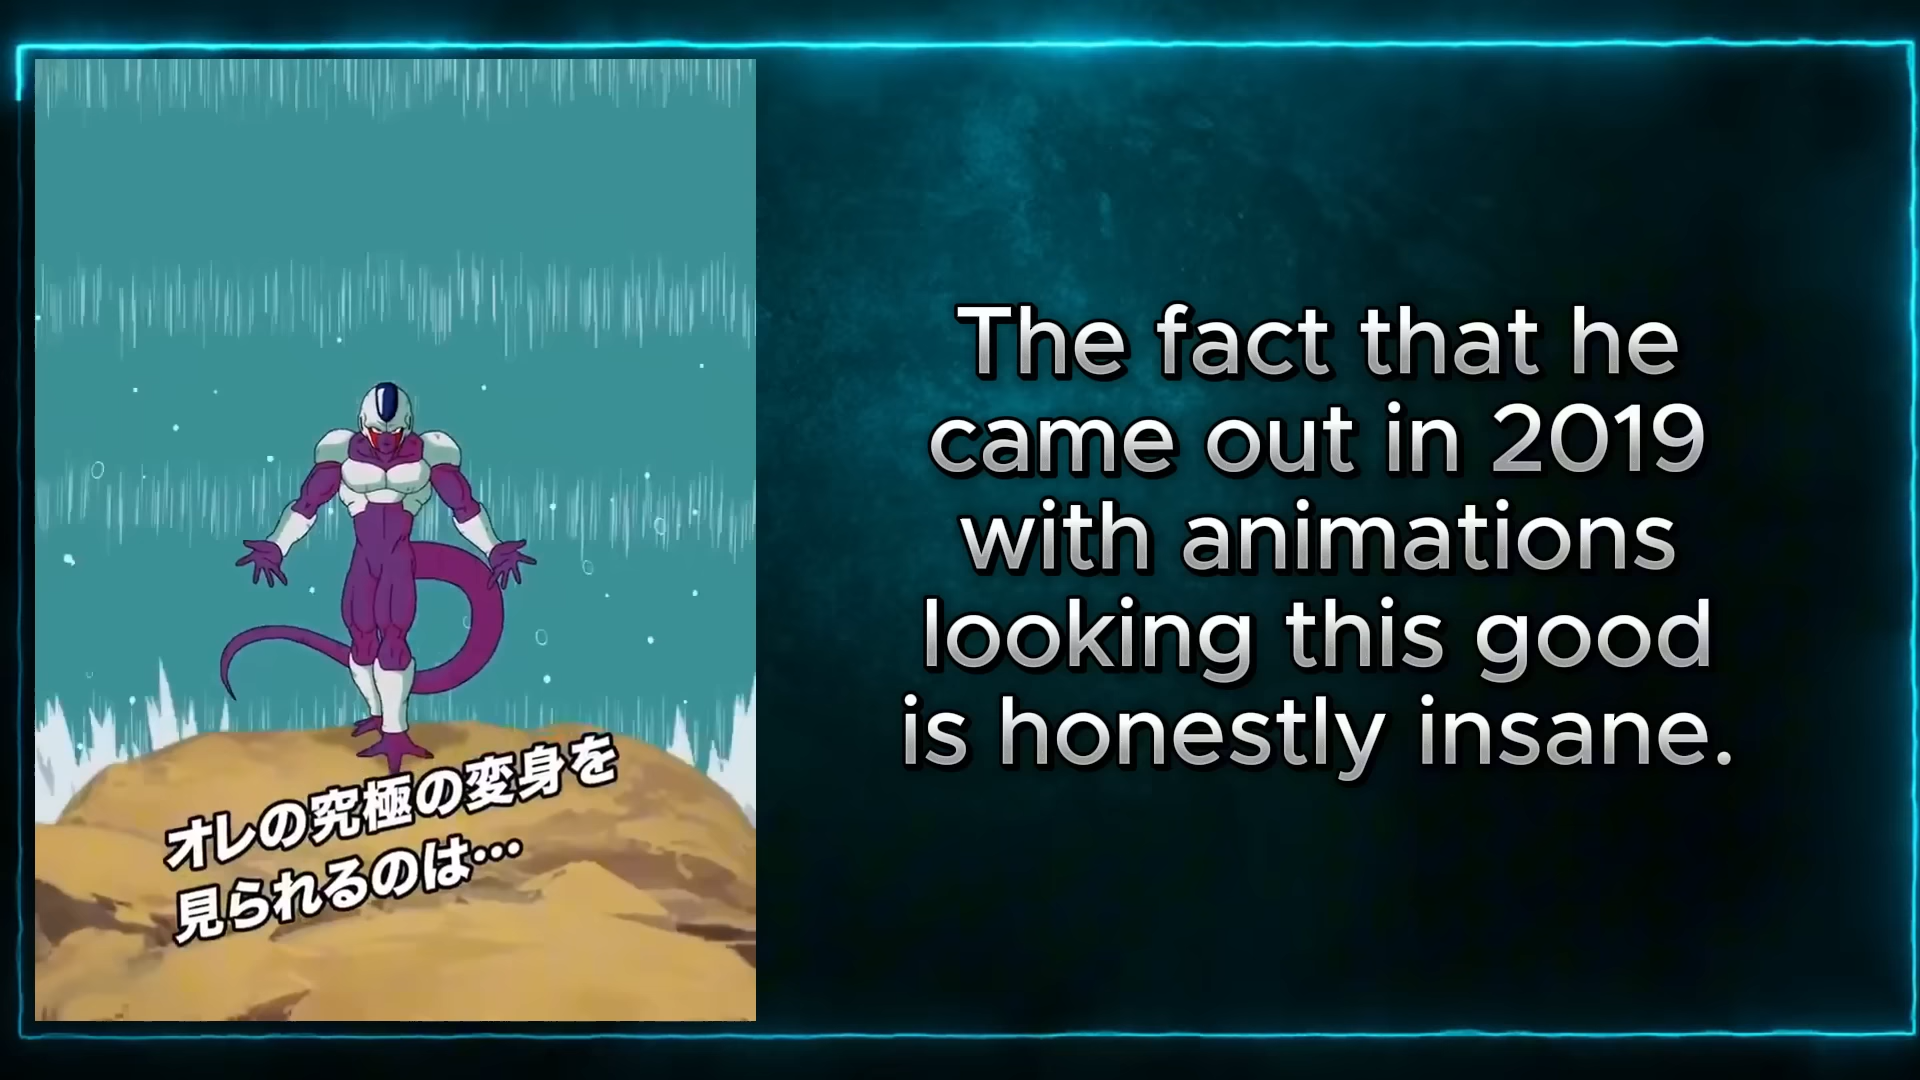 オレの究極の変身を
見られるのは…
The fact that he
came out in 2019
with animations
looking this good
is honestly insane.